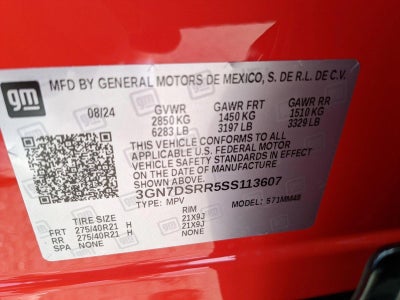 gm
MFD BY GENERAL MOTORS DE MEXICO, S. DE R.L. DE C.V.
08/24 GVWR GAWR FRT GAWR RR
2850 KG 1450 KG 1510 KG
6283 LB 3197 LB 3329 LB
THIS VEHICLE CONFORMS TO ALL
APPLICABLE U.S. FEDERAL MOTOR
VEHICLE SAFETY STANDARDS IN EFFECT
ON THE DATE OF MANUFACTURE
SHOWN ABOVE
3GN7DSRR5SS113607
TYPE: MPV MODEL: 571MM48
TIRE SIZE RIM
FRT 275/40R21 H 21X9J
RR 275/40R21 H 21X9J
SPA NONE NONE